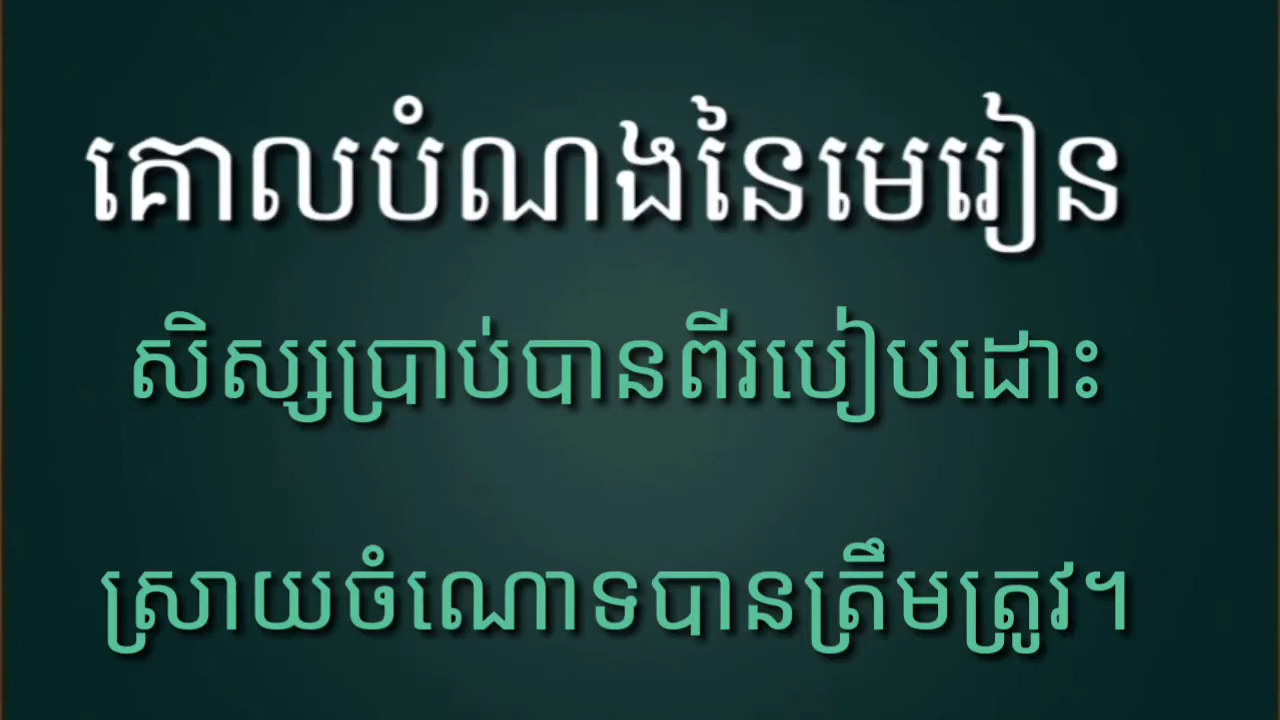 គោលបំណងនៃមេរៀន
សិស្សប្រាប់បានពីរបៀបដោះ
ស្រាយចំណោទបានត្រឹមត្រូវ។